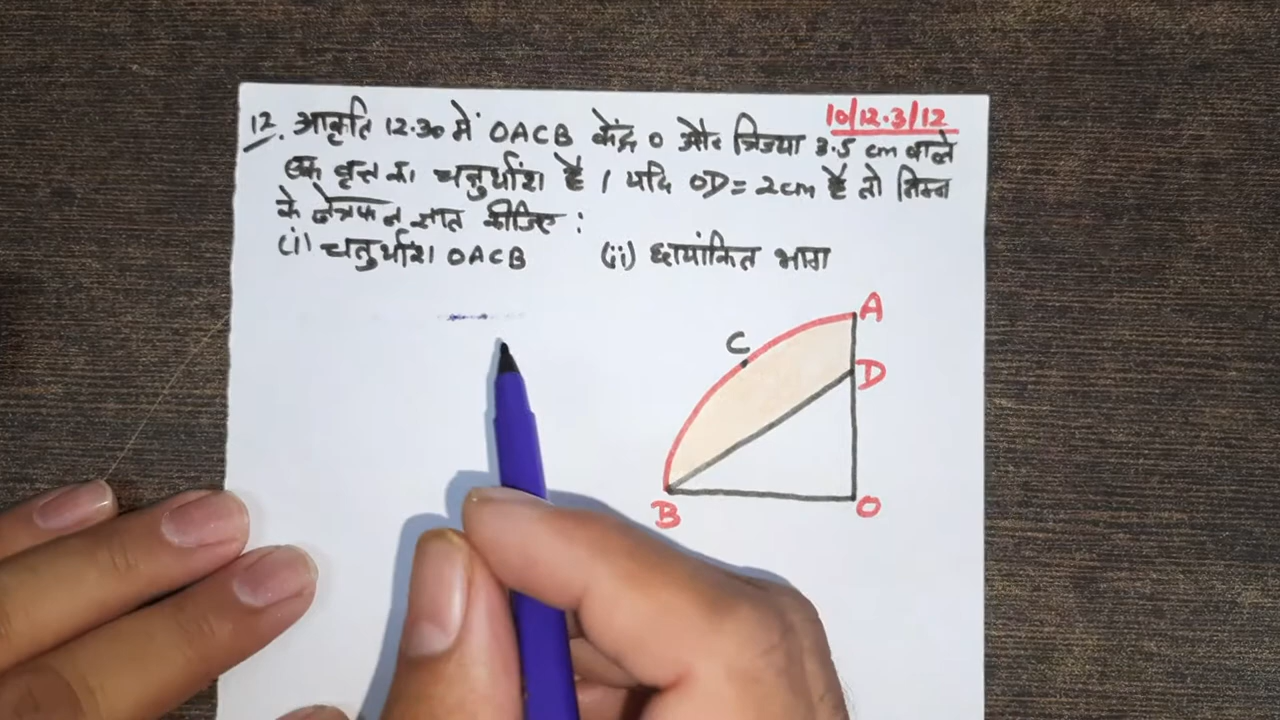 10/12.3/12
12. आकृति 12.30 में OACB केंद्र O और त्रिज्या 3.5 cm वाले
एक वृत्त का चतुर्थांश है । यदि OD = 2cm है तो निम्न
के क्षेत्रफल ज्ञात कीजिए :
(i) चतुर्थांश OACB (ii) छायांकित भाग
A
C
D
B
O